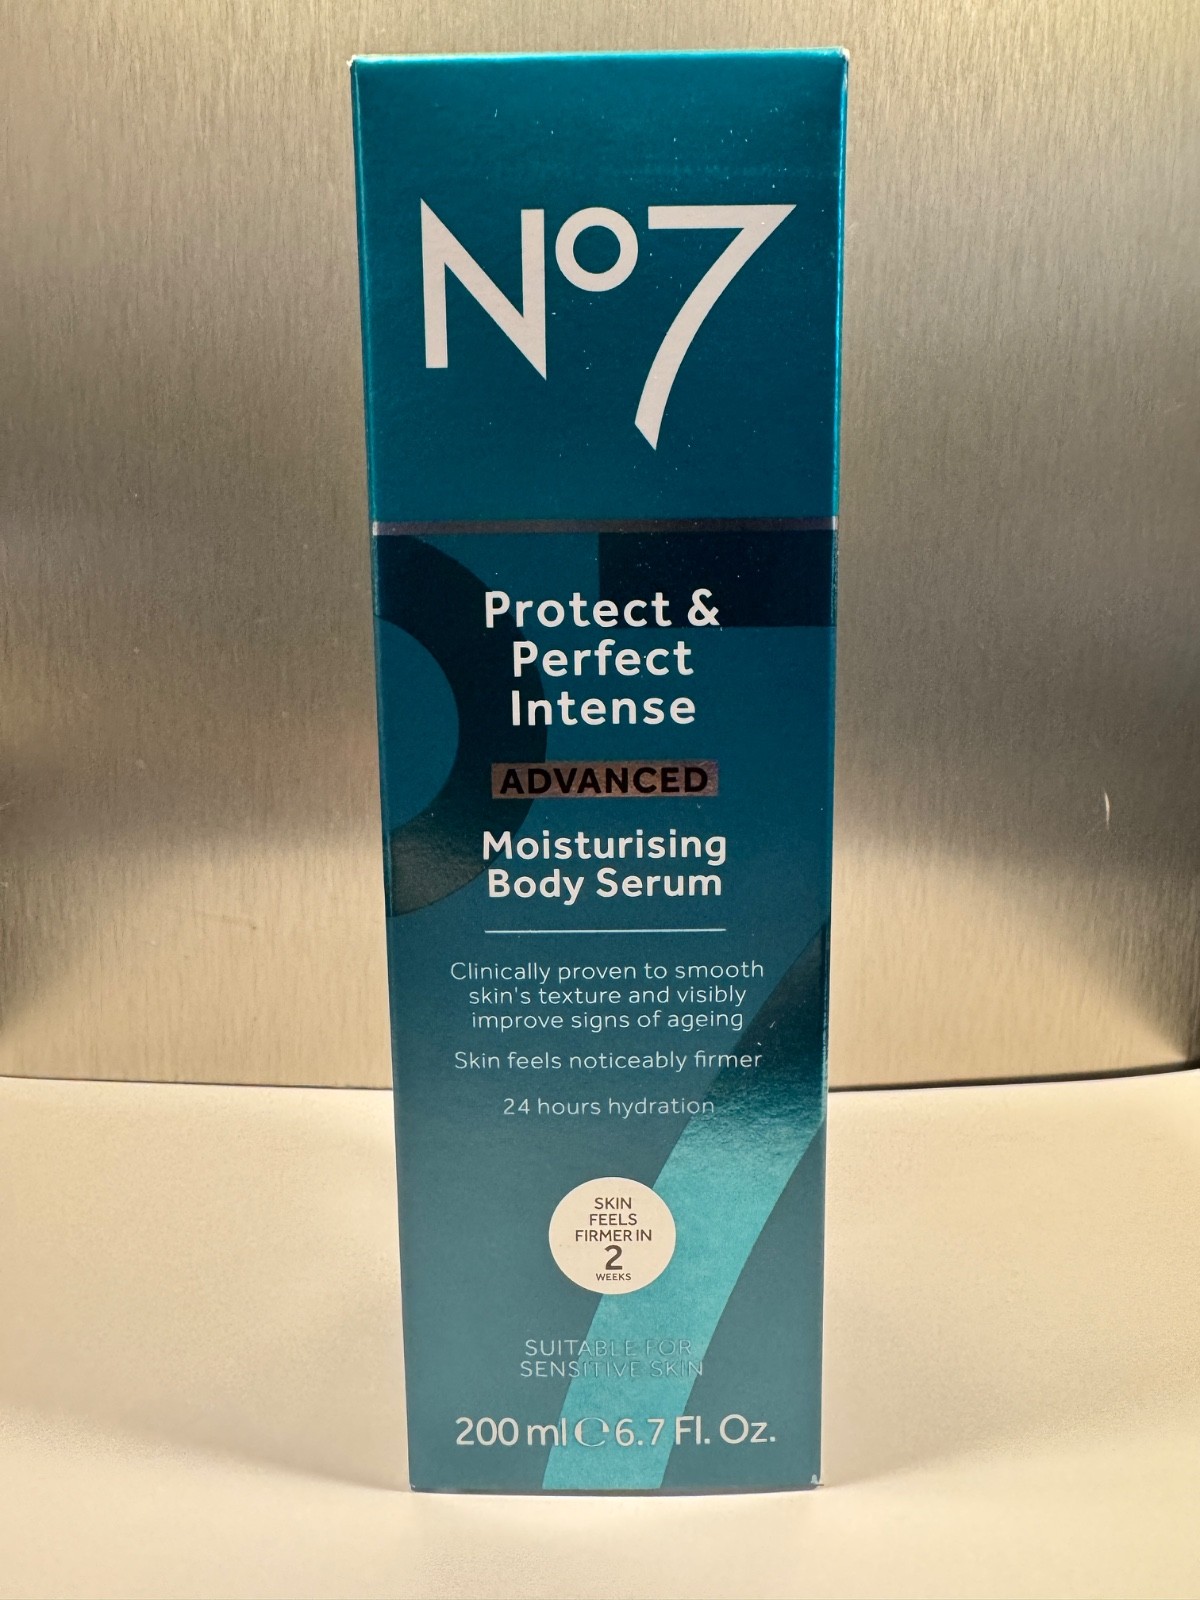 Nº7
Protect &
Perfect
Intense
ADVANCED
Moisturising
Body Serum
Clinically proven to smooth
skin's texture and visibly
improve signs of ageing
Skin feels noticeably firmer
24 hours hydration
SKIN
FEELS
FIRMER IN
2
WEEKS
SUITABLE FOR
SENSITIVE SKIN
200 ml ℮ 6.7 Fl. Oz.